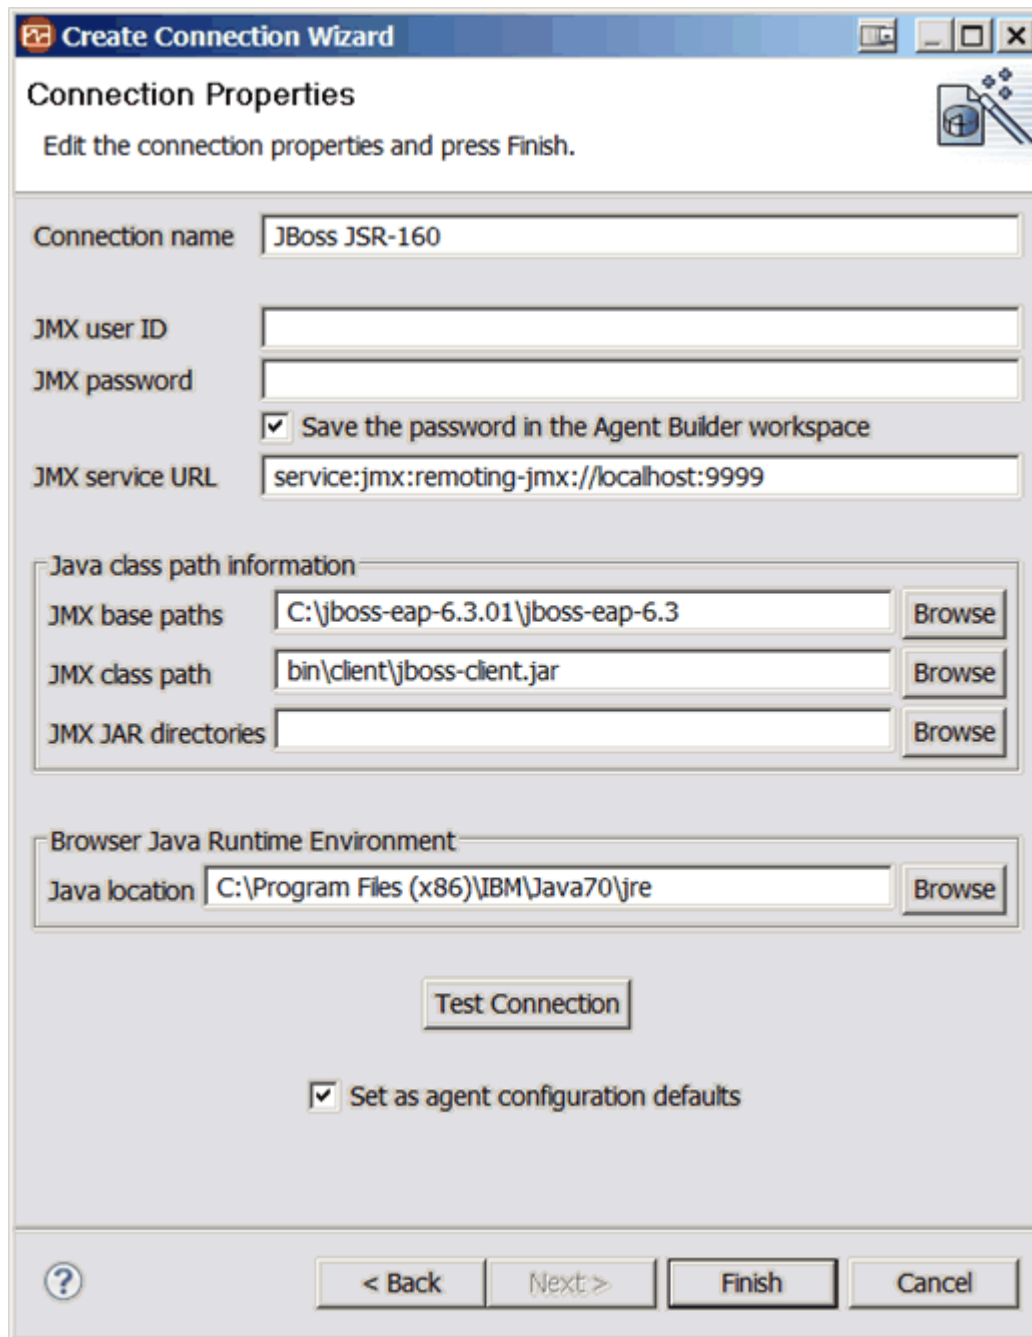 Create Connection Wizard
Connection Properties
Edit the connection properties and press Finish.
Connection name JBoss JSR-160
JMX user ID
JMX password
Save the password in the Agent Builder workspace
JMX service URL service:jmx:remoting-jmx://localhost:9999
Java class path information
JMX base paths C:\jboss-eap-6.3.01\jboss-eap-6.3 Browse
JMX class path bin\client\jboss-client.jar Browse
JMX JAR directories Browse
Browser Java Runtime Environment
Java location C:\Program Files (x86)\IBM\Java70\jre Browse
Test Connection
Set as agent configuration defaults
? < Back Next > Finish Cancel